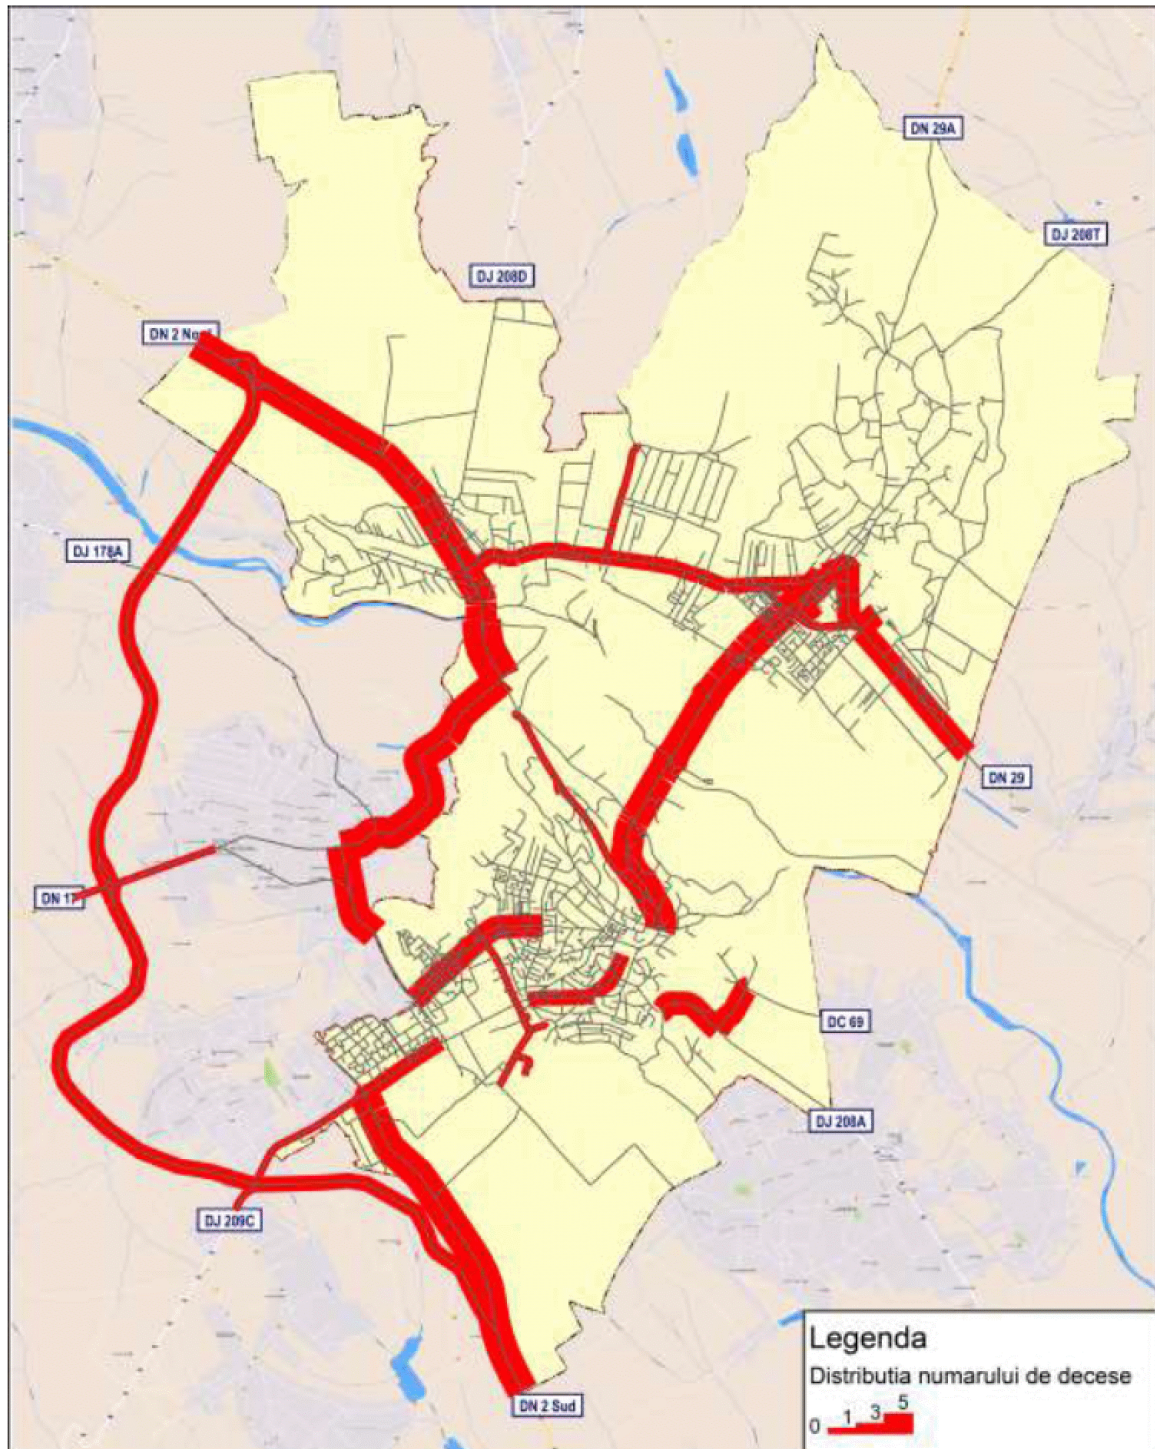 DN 29A
DJ 208T
DJ 208D
DN 2
DJ 178A
DN 29
DN 17
DC 69
DJ 208A
DJ 209C
DN 2 Sud
Legenda
Distributia numarului de decese
0 1 3 5